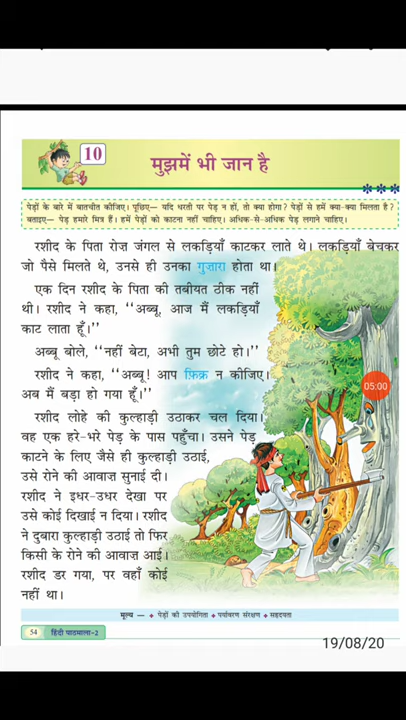 10
मुझमें भी जान है
पेड़ों के बारे में बातचीत कीजिए। पूछिए— यदि धरती पर पेड़ न हों, तो क्या होगा? पेड़ों से हमें क्या-क्या मिलता है?
बताइए— पेड़ हमारे मित्र हैं। हमें पेड़ों को काटना नहीं चाहिए। अधिक-से-अधिक पेड़ लगाने चाहिए।
रशीद के पिता रोज़ जंगल से लकड़ियाँ काटकर लाते थे। लकड़ियाँ बेचकर
जो पैसे मिलते थे, उनसे ही उनका गुज़ारा होता था।
एक दिन रशीद के पिता की तबीयत ठीक नहीं
थी। रशीद ने कहा, “अब्बू, आज मैं लकड़ियाँ
काट लाता हूँ।”
अब्बू बोले, “नहीं बेटा, अभी तुम छोटे हो।”
रशीद ने कहा, “अब्बू! आप फ़िक्र न कीजिए।
अब मैं बड़ा हो गया हूँ।”
05:00
रशीद लोहे की कुल्हाड़ी उठाकर चल दिया।
वह एक हरे-भरे पेड़ के पास पहुँचा। उसने पेड़
काटने के लिए जैसे ही कुल्हाड़ी उठाई,
उसे रोने की आवाज़ सुनाई दी।
रशीद ने इधर-उधर देखा पर
उसे कोई दिखाई न दिया। रशीद
ने दुबारा कुल्हाड़ी उठाई तो फिर
किसी के रोने की आवाज़ आई।
रशीद डर गया, पर वहाँ कोई
नहीं था।
मूल्य — ◆ पेड़ों की उपयोगिता ◆ पर्यावरण संरक्षण ◆ सहृदयता
54 हिंदी पाठमाला-3
19/08/20